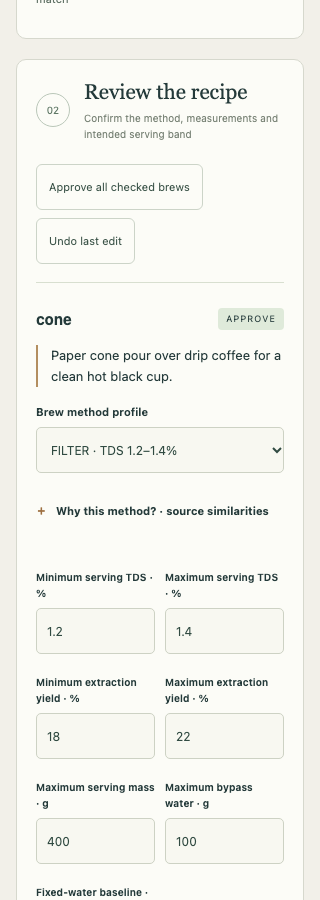 02
Review the recipe
Confirm the method, measurements and
intended serving band
Approve all checked brews
Undo last edit
cone
APPROVE
Paper cone pour over drip coffee for a
clean hot black cup.
Brew method profile
FILTER · TDS 1.2–1.4%
+ Why this method? · source similarities
Minimum serving TDS ·
%
Maximum serving TDS
· %
1.2
1.4
Minimum extraction
yield · %
Maximum extraction
yield · %
18
22
Maximum serving mass
· g
Maximum bypass
water · g
400
100
Fixed-water baseline ·